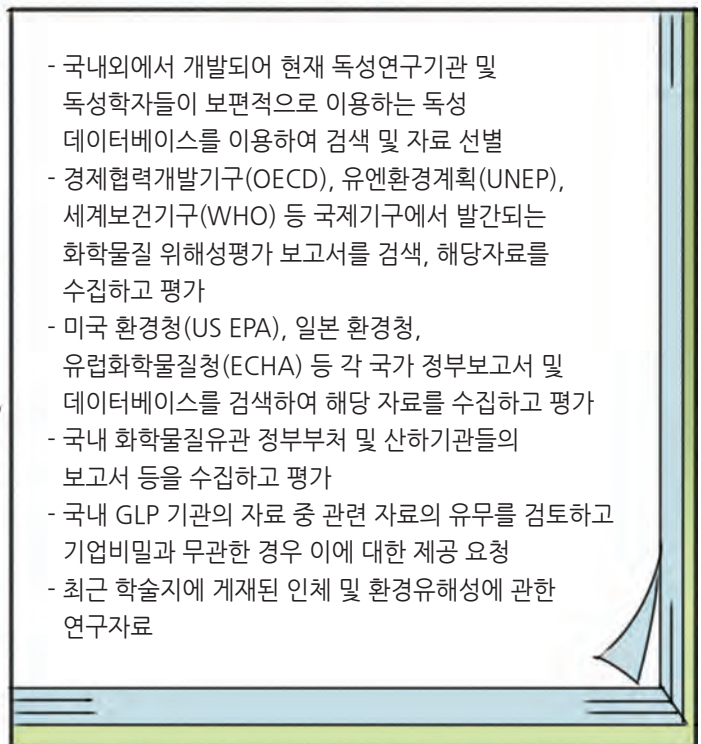 - 국내외에서 개발되어 현재 독성연구기관 및
독성학자들이 보편적으로 이용하는 독성
데이터베이스를 이용하여 검색 및 자료 선별
- 경제협력개발기구(OECD), 유엔환경계획(UNEP),
세계보건기구(WHO) 등 국제기구에서 발간되는
화학물질 위해성평가 보고서를 검색, 해당자료를
수집하고 평가
- 미국 환경청(US EPA), 일본 환경청,
유럽화학물질청(ECHA) 등 각 국가 정부보고서 및
데이터베이스를 검색하여 해당 자료를 수집하고 평가
- 국내 화학물질유관 정부부처 및 산하기관들의
보고서 등을 수집하고 평가
- 국내 GLP 기관의 자료 중 관련 자료의 유무를 검토하고
기업비밀과 무관한 경우 이에 대한 제공 요청
- 최근 학술지에 게재된 인체 및 환경유해성에 관한
연구자료